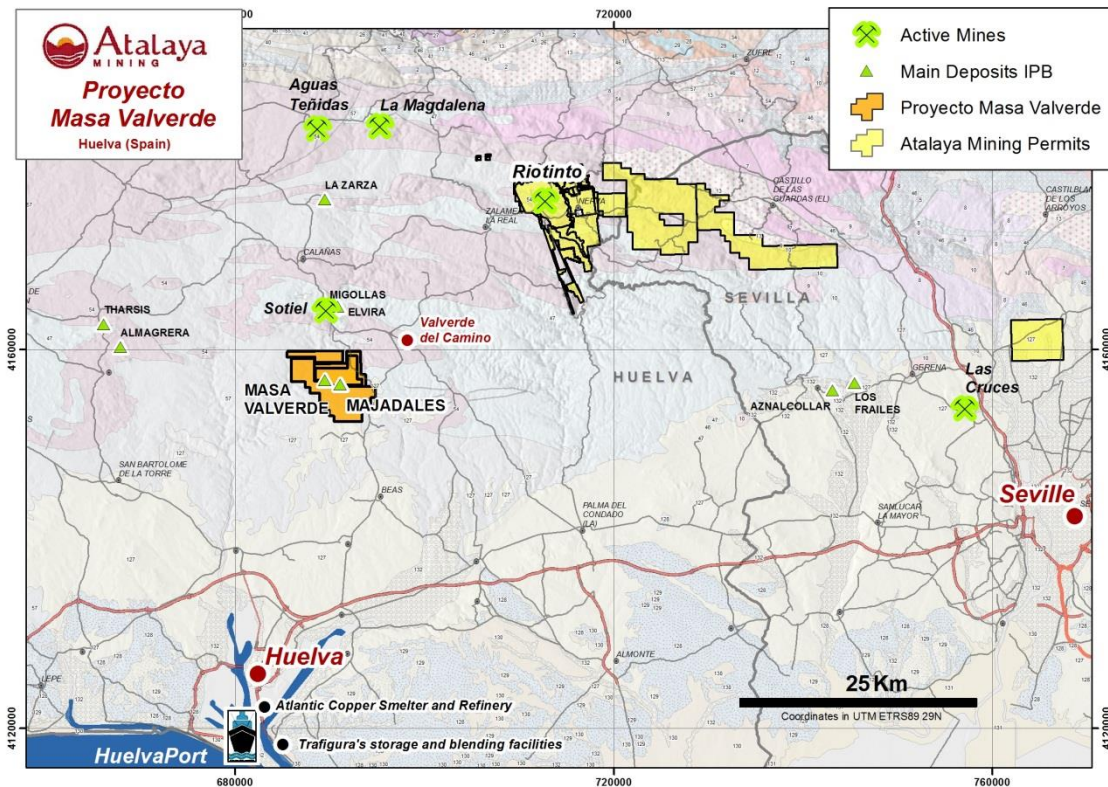 Atalaya
MINING
Proyecto
Masa Valverde
Huelva (Spain)
720000
Active Mines
Main Deposits IPB
Proyecto Masa Valverde
Atalaya Mining Permits
ZUFRE
Aguas
Teñidas
La Magdalena
Riotinto
NERVA
LA ZARZA
ZALAMEA
LA REAL
CASTILLO
DE LAS
GUARDAS (EL)
CASTILBLAN
DE LOS
ARROYOS
CALAÑAS
THARSIS
ALMAGRERA
Sotiel
MIGOLLAS
ELVIRA
Valverde
del Camino
SEVILLA
HUELVA
4160000
MASA
VALVERDE
MAJADALES
GERENA
Las
Cruces
AZNALCOLLAR
LOS
FRAILES
SAN BARTOLOME
DE LA TORRE
BEAS
PALMA DEL
CONDADO
(LA)
SANLUCAR
LA MAYOR
Seville
Huelva
LEPE
ALMONTE
25 Km
Coordinates in UTM ETRS89 29N
Atlantic Copper Smelter and Refinery
Trafigura's storage and blending facilities
HuelvaPort
4120000
4120000
680000
720000
760000